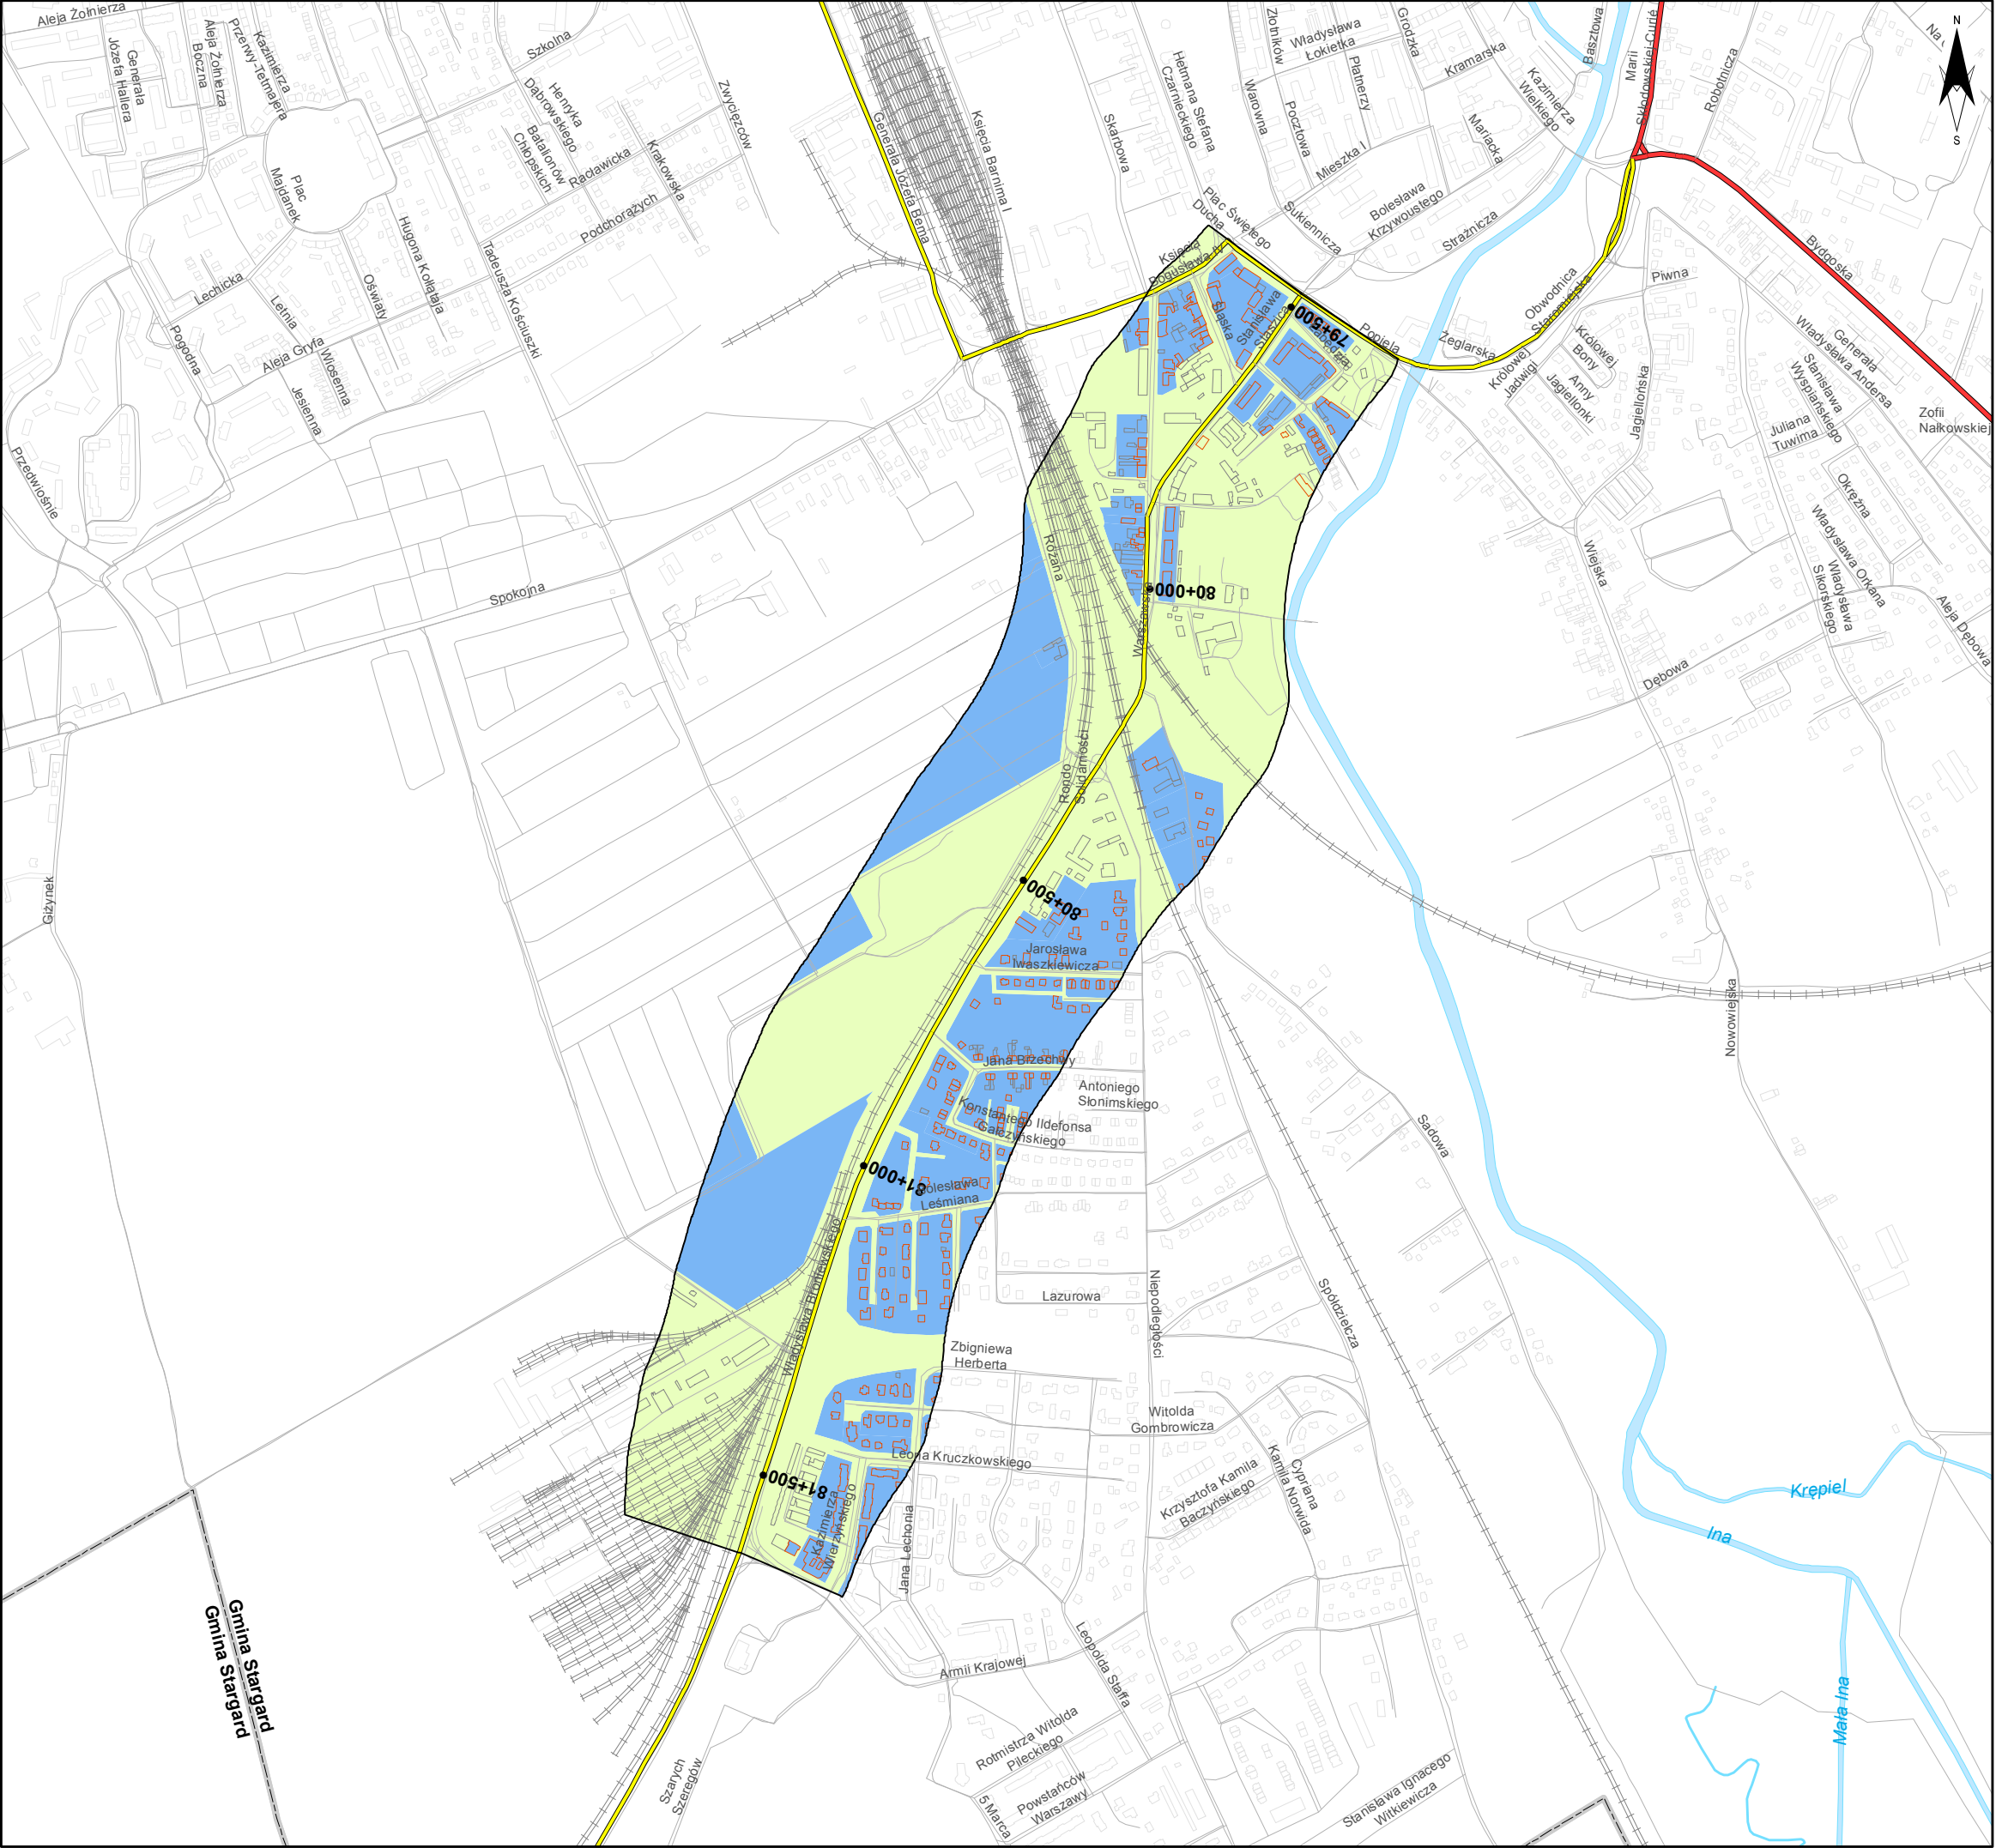 Aleja Żołnierza
Generała
Józefa Hallera
Aleja Żołnierza
Boczna
Kazimierza
Przerwy-Tetmajera
Szkolna
Henryka
Dąbrowskiego
Batalionów
Chłopskich
Racławicka
Krakowska
Podchorążych
Zwycięzców
Plac
Majdanek
Hugona Kołłątaja
Tadeusza Kościuszki
Lechicka
Letnia
Oświaty
Pogodna
Aleja Gryfa
Wiosenna
Jesienna
Przedwiośnie
Spokojna
Giżynek
Generała Józefa Bema
Księcia Barnima I
Skarbowa
Hetmana Stefana
Czarnieckiego
Złotników
Warowna
Pocztowa
Władysława
Łokietka
Płatnerzy
Grodzka
Kramarska
Mieszka I
Mariacka
Kazimierza
Wielkiego
Basztowa
Marii
Skłodowskiej-Curie
Robotnicza
N
S
Plac Świętego
Ducha
Sukiennicza
Bolesława
Krzywoustego
Strażnicza
Księcia
Bogusława IV
Śląska
Stanisława
Staszica
79+500
Popiela
Żeglarska
Obwodnica
Staromiejska
Piwna
Bydgoska
Królowej
Jadwigi
Królowej
Bony
Anny
Jagiellonki
Jagiellońska
Generała
Władysława Andersa
Stanisława
Wyspiańskiego
Juliana
Tuwima
Zofii
Nałkowskiej
Okrężna
Władysława Orkana
Władysława
Sikorskiego
Aleja Dębowa
Dębowa
Wiejska
Różana
80+000
Rondo
Solidarności
80+500
Jarosława
Iwaszkiewicza
Jana Brzechwy
Antoniego
Słonimskiego
Konstantego Ildefonsa
Gałczyńskiego
81+000
Bolesława
Leśmiana
Władysława Broniewskiego
Lazurowa
Niepodległości
Spółdzielcza
Sadowa
Nowowiejska
Zbigniewa
Herberta
Witolda
Gombrowicza
Leona Kruczkowskiego
81+500
Kazimierza
Wierzyńskiego
Jana Lechonia
Krzysztofa Kamila
Baczyńskiego
Cypriana
Kamila Norwida
Krępiel
Ina
Mała Ina
Gmina Stargard
Gmina Stargard
Armii Krajowej
Leopolda Staffa
Szarych
Szeregów
Rotmistrza Witolda
Pileckiego
Powstańców
Warszawy
5 Marca
Stanisława Ignacego
Witkiewicza